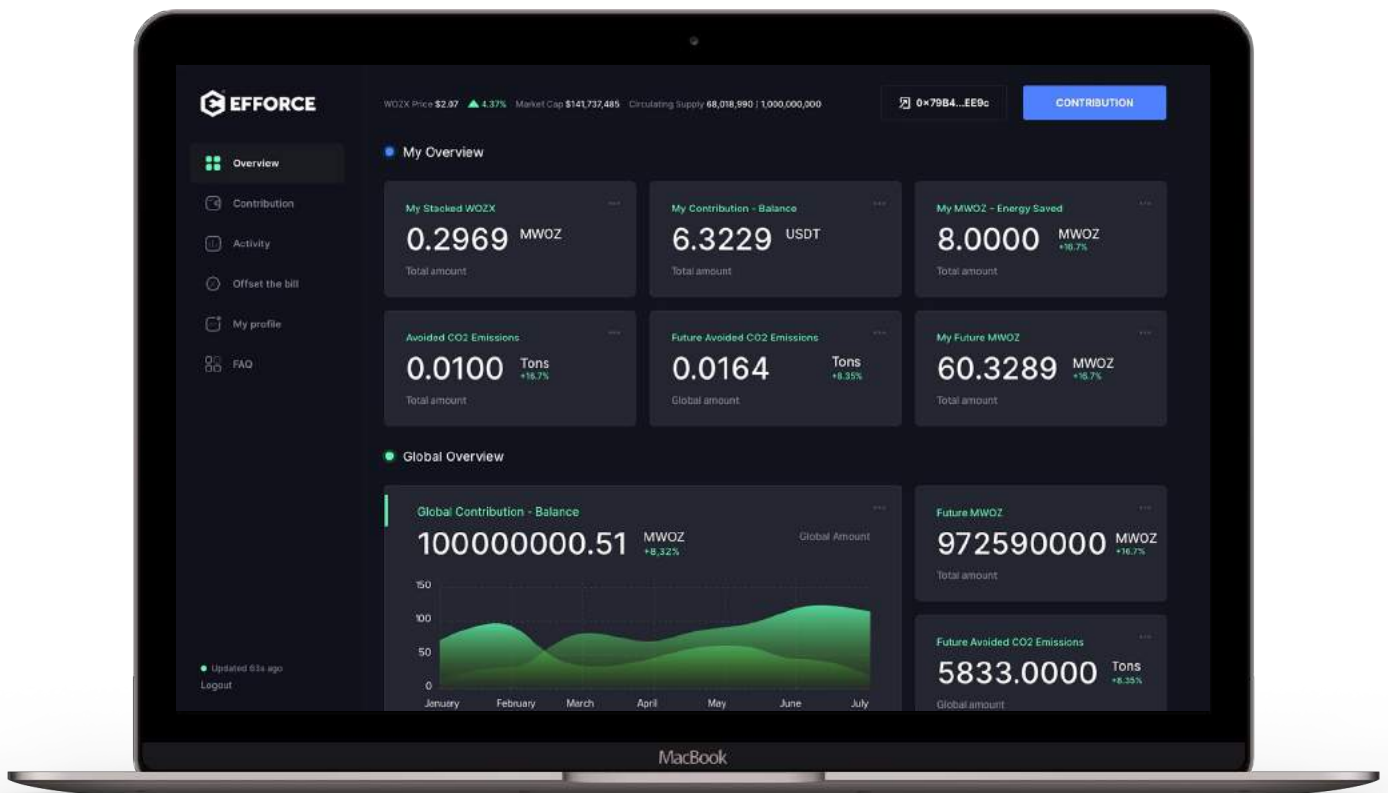 EFFORCE
WOZX Price $2.07 4.37% Market Cap $141,737,485 Circulating Supply 68,018,990 | 1,000,000,000
0x79B4...EE9c
CONTRIBUTION
Overview
Contribution
Activity
Offset the bill
My profile
FAQ
Updated 63s ago
Logout
My Overview
My Stacked WOZX
0.2969 MWOZ
Total amount
My Contribution - Balance
6.3229 USDT
Total amount
My MWOZ - Energy Saved
8.0000 MWOZ
+16.7%
Total amount
Avoided CO2 Emissions
0.0100 Tons
+16.7%
Total amount
Future Avoided CO2 Emissions
0.0164 Tons
+8.35%
Global amount
My Future MWOZ
60.3289 MWOZ
+16.7%
Total amount
Global Overview
Global Contribution - Balance
100000000.51 MWOZ
+8,32%
Global Amount
150
100
50
0
January February March April May June July
Future MWOZ
972590000 MWOZ
+16.7%
Total amount
Future Avoided CO2 Emissions
5833.0000 Tons
+8.35%
Global amount
MacBook